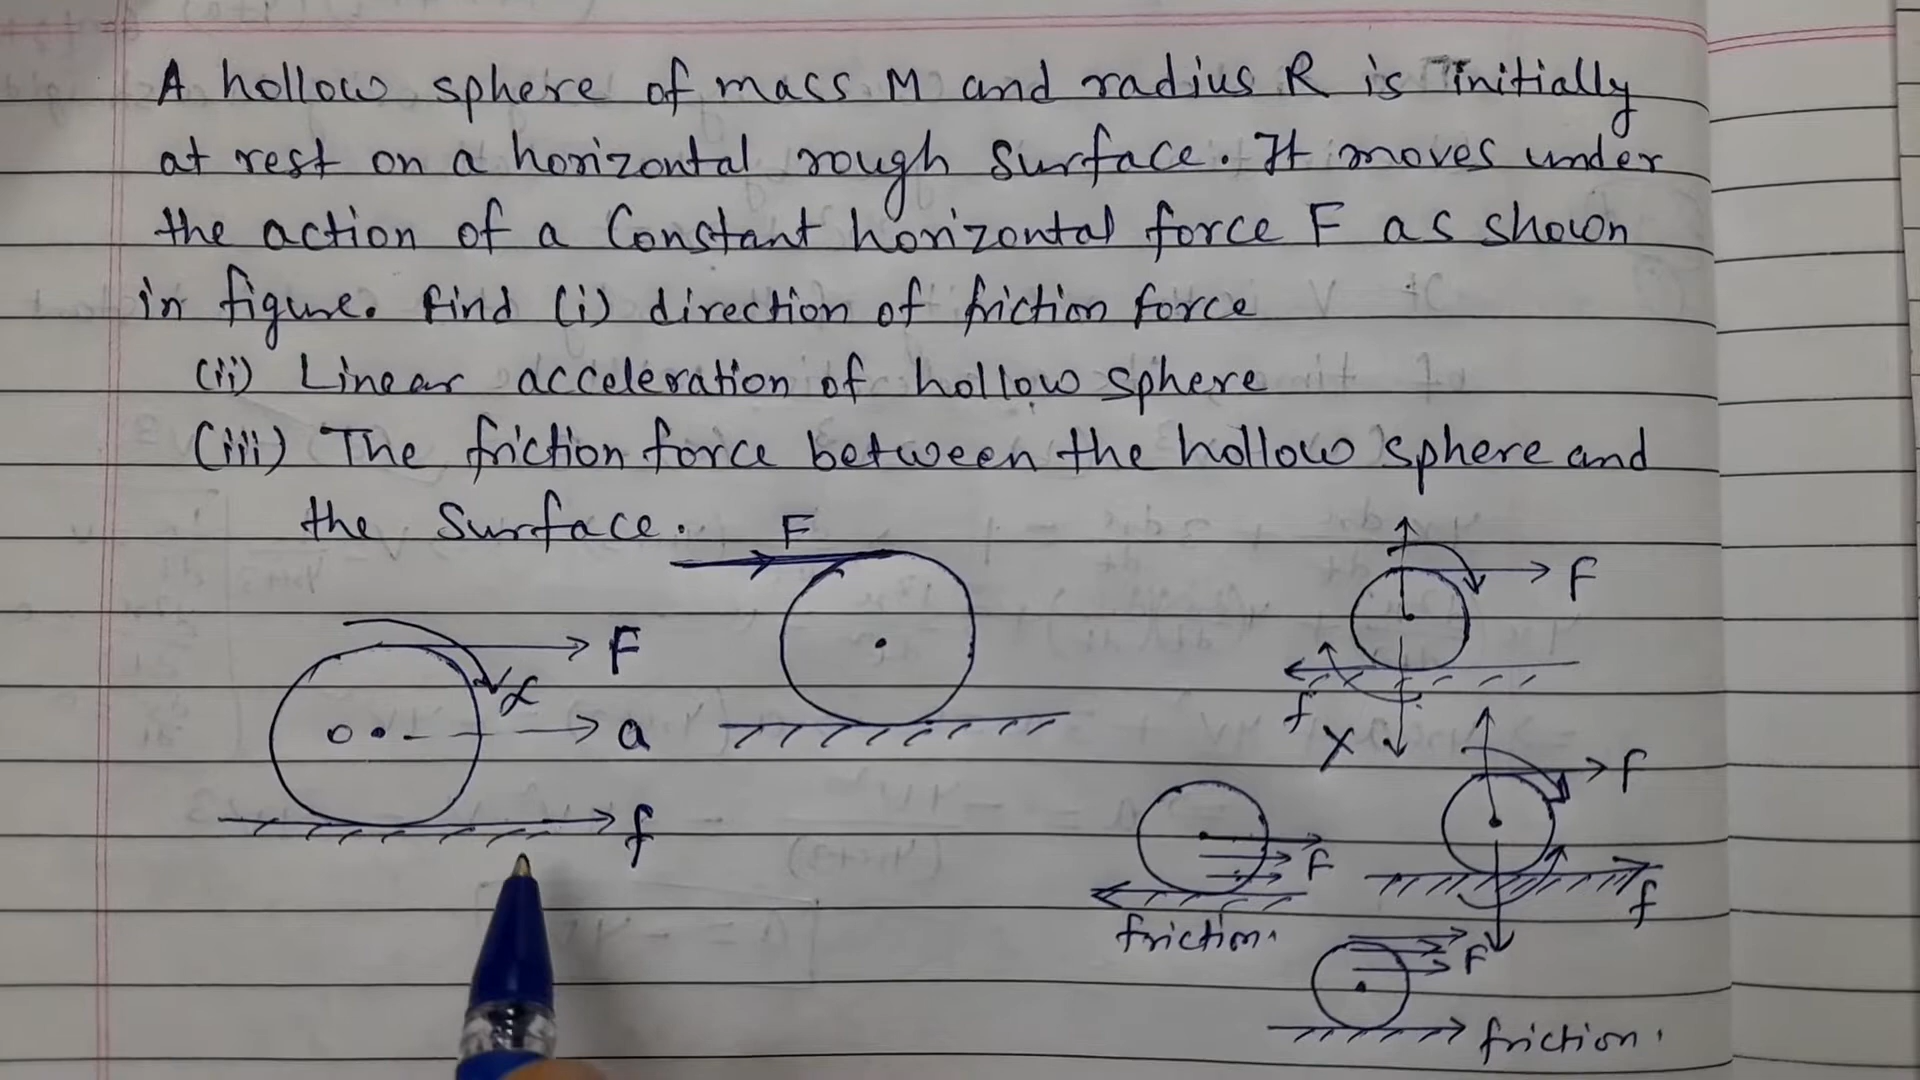 A hollow sphere of mass M and radius R is initially
at rest on a horizontal rough surface. It moves under
the action of a constant horizontal force F as shown
in figure. Find (i) direction of friction force
(ii) Linear acceleration of hollow sphere
(iii) The friction force between the hollow sphere and
the surface.
F
F
α
a
f
F
f
X
F
friction.
F
f
F
friction.